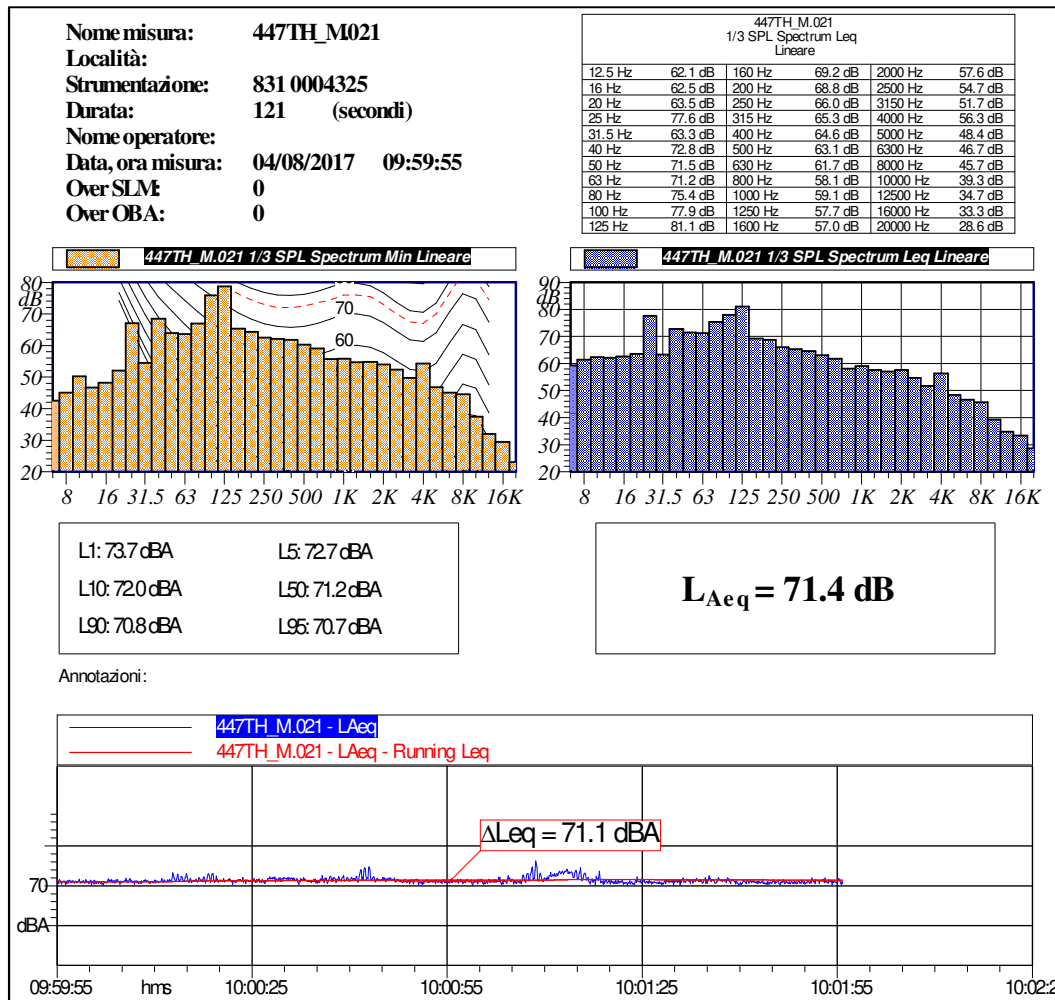 Nome misura: 447TH_M.021
Località:
Strumentazione: 831 0004325
Durata: 121 (secondi)
Nome operatore:
Data, ora misura: 04/08/2017 09:59:55
Over SLM: 0
Over OBA: 0
447TH_M.021
1/3 SPL Spectrum Leq
Lineare
12.5 Hz 62.1 dB 160 Hz 69.2 dB 2000 Hz 57.6 dB
16 Hz 62.5 dB 200 Hz 68.8 dB 2500 Hz 54.7 dB
20 Hz 63.5 dB 250 Hz 66.0 dB 3150 Hz 51.7 dB
25 Hz 77.6 dB 315 Hz 65.3 dB 4000 Hz 56.3 dB
31.5 Hz 63.3 dB 400 Hz 64.6 dB 5000 Hz 48.4 dB
40 Hz 72.8 dB 500 Hz 63.1 dB 6300 Hz 46.7 dB
50 Hz 71.5 dB 630 Hz 61.7 dB 8000 Hz 45.7 dB
63 Hz 71.2 dB 800 Hz 58.1 dB 10000 Hz 39.3 dB
80 Hz 75.4 dB 1000 Hz 59.1 dB 12500 Hz 34.7 dB
100 Hz 77.9 dB 1250 Hz 57.7 dB 16000 Hz 33.3 dB
125 Hz 81.1 dB 1600 Hz 57.0 dB 20000 Hz 28.6 dB
447TH_M.021 1/3 SPL Spectrum Min Lineare
80
dB
70
60
50
40
30
20
70
60
8 16 31.5 63 125 250 500 1K 2K 4K 8K 16K
447TH_M.021 1/3 SPL Spectrum Leq Lineare
90
dB
80
70
60
50
40
30
20
8 16 31.5 63 125 250 500 1K 2K 4K 8K 16K
L1: 73.7 dBA L5: 72.7 dBA
L10: 72.0 dBA L50: 71.2 dBA
L90: 70.8 dBA L95: 70.7 dBA
LAeq = 71.4 dB
Annotazioni:
447TH_M.021 - LAeq
447TH_M.021 - LAeq - Running Leq
ΔLeq = 71.1 dBA
70
dBA
09:59:55 hms 10:00:25 10:00:55 10:01:25 10:01:55 10:02:2